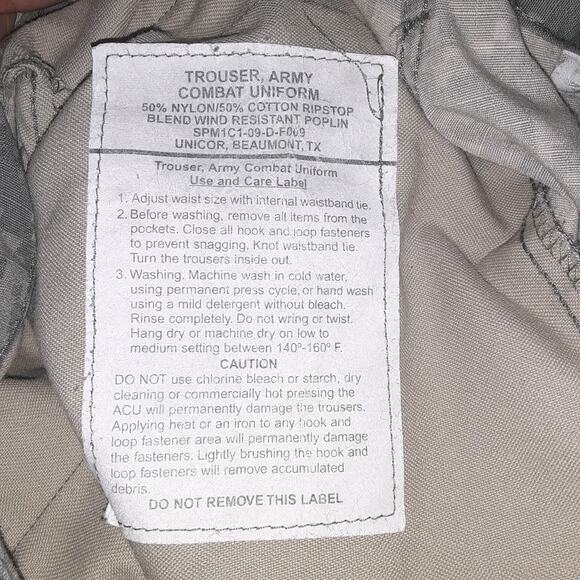 TROUSER, ARMY
COMBAT UNIFORM
50% NYLON/50% COTTON RIPSTOP
BLEND WIND RESISTANT POPLIN
SPM1C1-09-D-F009
UNICOR, BEAUMONT, TX
Trouser, Army Combat Uniform
Use and Care Label
1. Adjust waist size with internal waistband tie.
2. Before washing, remove all items from the
pockets. Close all hook and loop fasteners
to prevent snagging. Knot waistband tie.
Turn the trousers inside out.
3. Washing. Machine wash in cold water,
using permanent press cycle, or hand wash
using a mild detergent without bleach.
Rinse completely. Do not wring or twist.
Hang dry or machine dry on low to
medium setting between 140º-160º F.
CAUTION
DO NOT use chlorine bleach or starch, dry
cleaning or commercially hot pressing the
ACU will permanently damage the trousers.
Applying heat or an iron to any hook and
loop fastener area will permanently damage
the fasteners. Lightly brushing the hook and
loop fasteners will remove accumulated
debris.
DO NOT REMOVE THIS LABEL